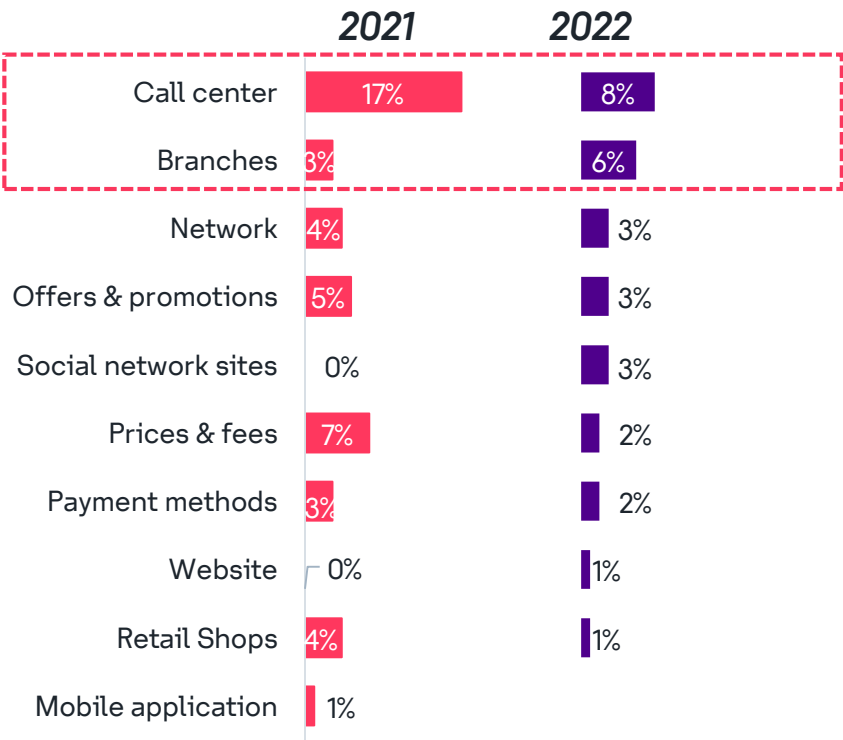 2021 2022
Call center 17% 8%
Branches 3% 6%
Network 4% 3%
Offers & promotions 5% 3%
Social network sites 0% 3%
Prices & fees 7% 2%
Payment methods 3% 2%
Website 0% 1%
Retail Shops 4% 1%
Mobile application 1%